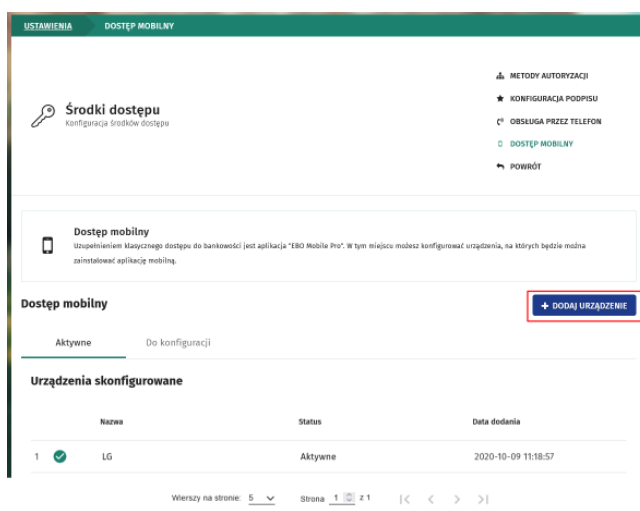 USTAWIENIA DOSTĘP MOBILNY
METODY AUTORYZACJI
KONFIGURACJA PODPISU
Środki dostępu
Konfiguracja środków dostępu
OBSŁUGA PRZEZ TELEFON
DOSTĘP MOBILNY
POWRÓT
Dostęp mobilny
Uzupełnieniem klasycznego dostępu do bankowości jest aplikacja "EBO Mobile Pro". W tym miejscu możesz konfigurować urządzenia, na których będzie można
zainstalować aplikację mobilną.
Dostęp mobilny
+ DODAJ URZĄDZENIE
Aktywne Do konfiguracji
Urządzenia skonfigurowane
Nazwa Status Data dodania
1 LG Aktywne 2020-10-09 11:18:57
Wierszy na stronie: 5 Strona 1 z 1